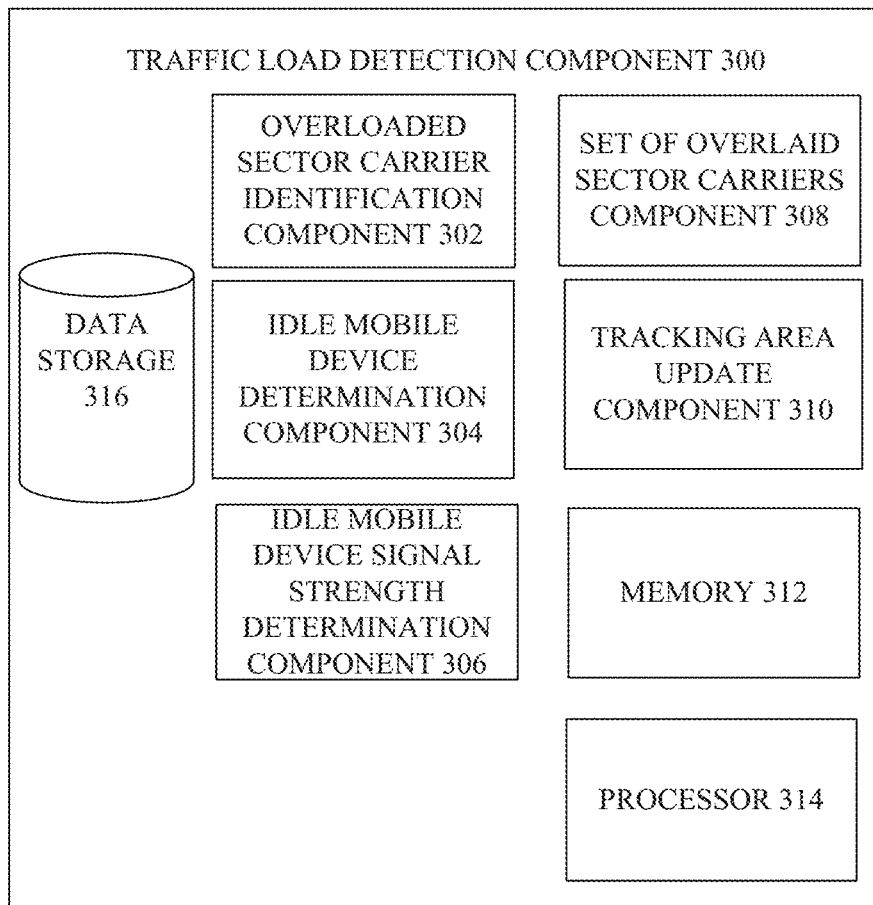 TRAFFIC LOAD DETECTION COMPONENT 300
OVERLOADED
SECTOR CARRIER
IDENTIFICATION
COMPONENT 302
SET OF OVERLAID
SECTOR CARRIERS
COMPONENT 308
DATA
STORAGE
316
IDLE MOBILE
DEVICE
DETERMINATION
COMPONENT 304
TRACKING AREA
UPDATE
COMPONENT 310
IDLE MOBILE
DEVICE SIGNAL
STRENGTH
DETERMINATION
COMPONENT 306
MEMORY 312
PROCESSOR 314